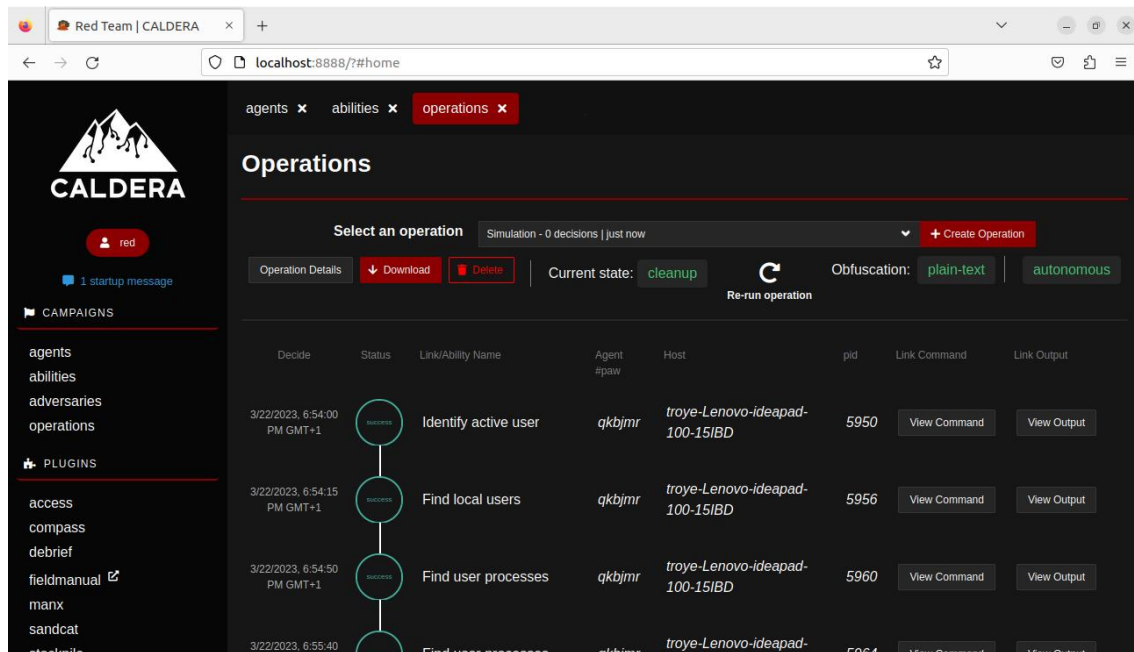 Red Team | CALDERA
localhost:8888/?#home
agents
abilities
operations
CALDERA
red
1 startup message
CAMPAIGNS
agents
abilities
adversaries
operations
PLUGINS
access
compass
debrief
fieldmanual
manx
sandcat
Operations
Select an operation Simulation - 0 decisions | just now + Create Operation
Operation Details Download Delete Current state: cleanup Re-run operation Obfuscation: plain-text autonomous
Decide Status Link/Ability Name Agent #paw Host pid Link Command Link Output
3/22/2023, 6:54:00 PM GMT+1 success Identify active user qkbjmr troye-Lenovo-ideapad-100-15IBD 5950 View Command View Output
3/22/2023, 6:54:15 PM GMT+1 success Find local users qkbjmr troye-Lenovo-ideapad-100-15IBD 5956 View Command View Output
3/22/2023, 6:54:50 PM GMT+1 success Find user processes qkbjmr troye-Lenovo-ideapad-100-15IBD 5960 View Command View Output
3/22/2023, 6:55:40 troye-Lenovo-ideapad-